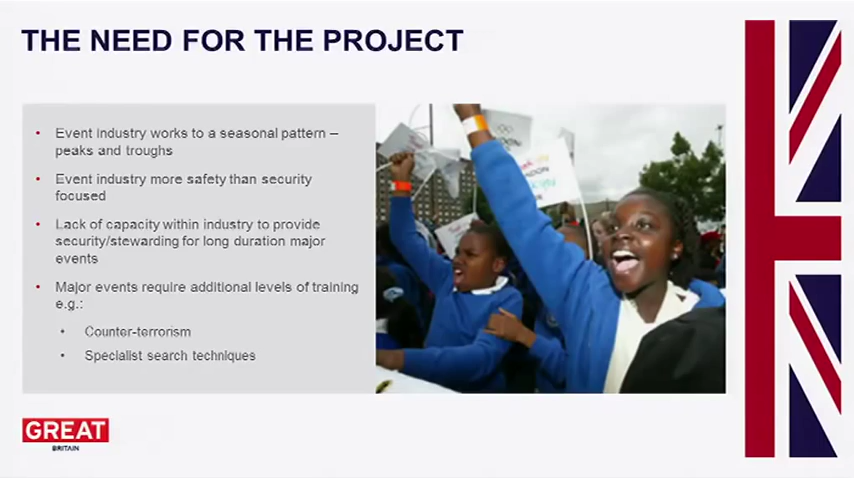 THE NEED FOR THE PROJECT
• Event industry works to a seasonal pattern –
peaks and troughs
• Event industry more safety than security
focused
• Lack of capacity within industry to provide
security/stewarding for long duration major
events
• Major events require additional levels of training
e.g.:
• Counter-terrorism
• Specialist search techniques
GREAT
BRITAIN